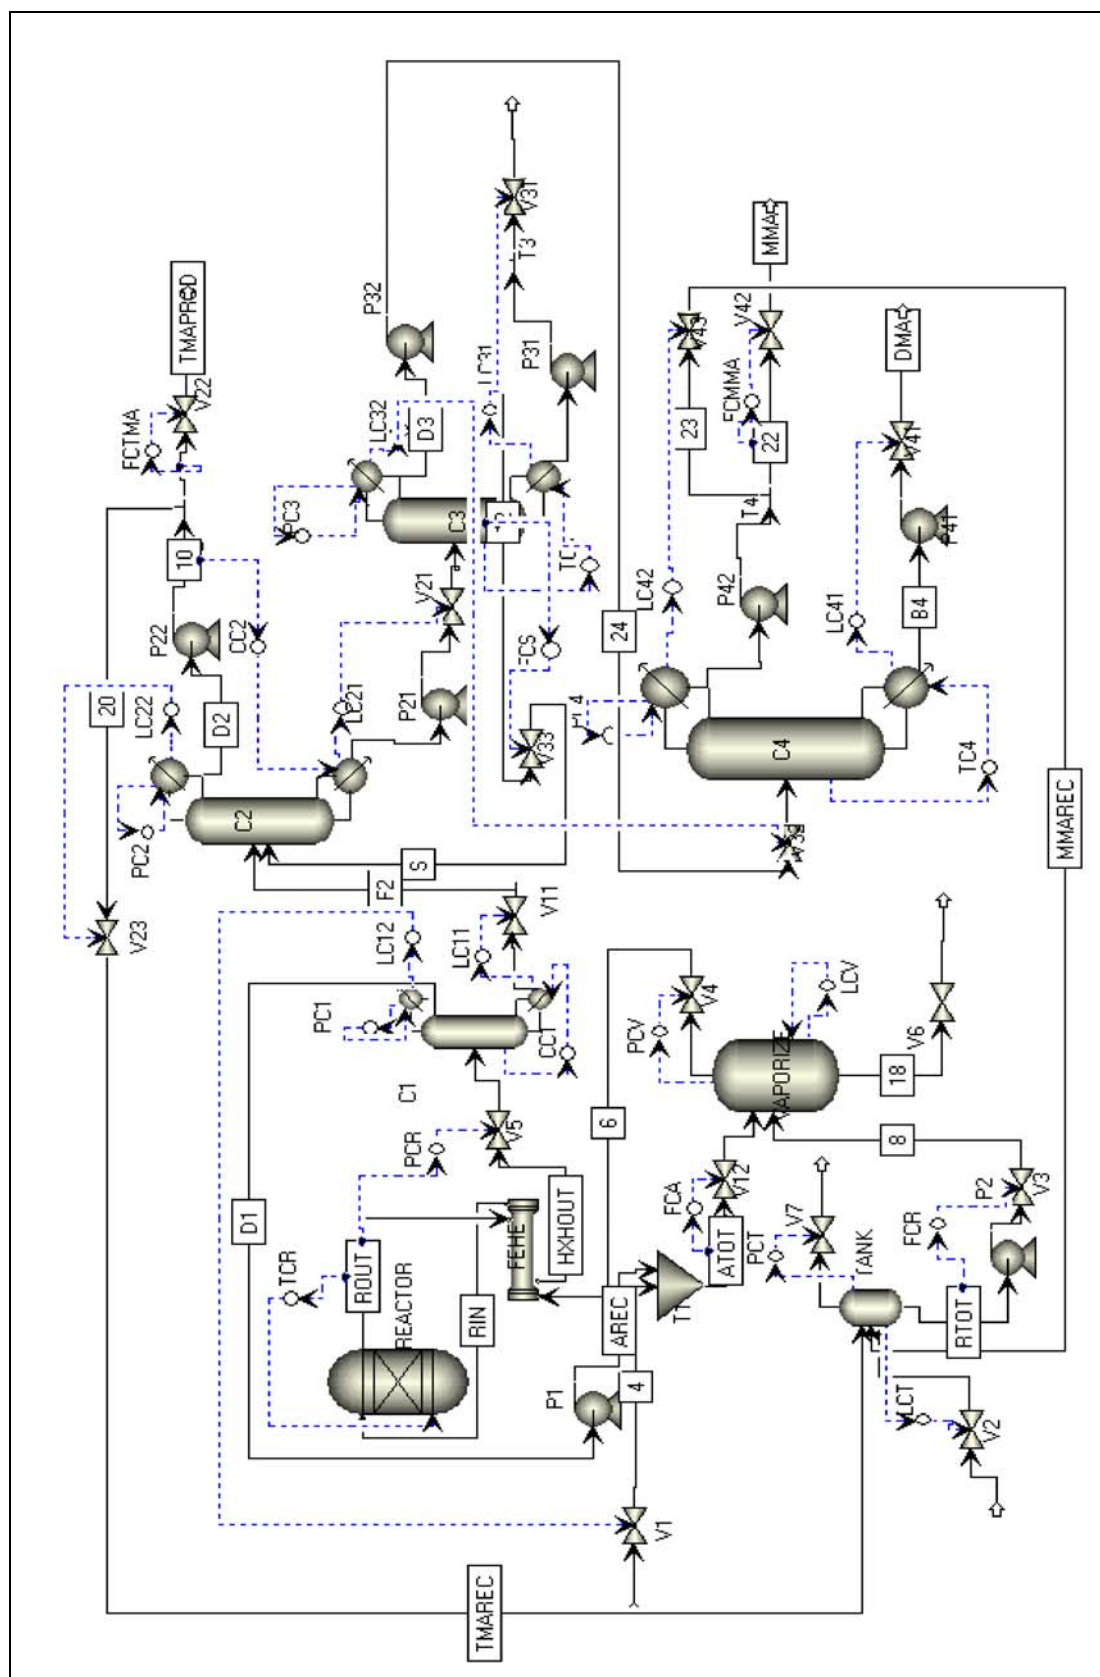 TMAREC
V23
20
TMAPROD
FCTMA
V22
PC2
LC22
P22
10
D2
CC2
C2
D1
TCR
PC1
LC12
F2
S
LC21
PC3
LC32
P32
ROUT
REACTOR
PCR
C1
LC11
P21
V21
C3
D3
RIN
FEHE
V5
CC1
V11
HXHOUT
V33
FCS
P31
T3
V31
P1
4
AREC
6
24
V1
FCA
ATOT
V12
PCV
V4
LC42
23
V43
PCT
V7
P42
T4
FCMMA
22
V42
MMA
TANK
VAPORIZE
LCV
C4
V32
LCT
FCR
P2
8
18
V6
LC41
V41
DMA
V2
RTOT
V3
TC4
B4
P41
MMAREC